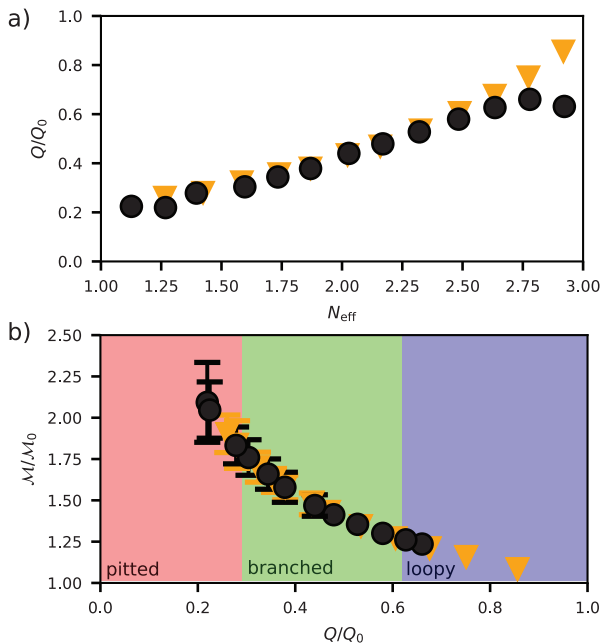 a)
1.0
0.8
0.6
0.4
0.2
0.0
Q/Q₀
1.00 1.25 1.50 1.75 2.00 2.25 2.50 2.75 3.00
N_eff
b)
2.50
2.25
2.00
1.75
1.50
1.25
1.00
ℳ/ℳ₀
pitted branched loopy
0.0 0.2 0.4 0.6 0.8 1.0
Q/Q₀